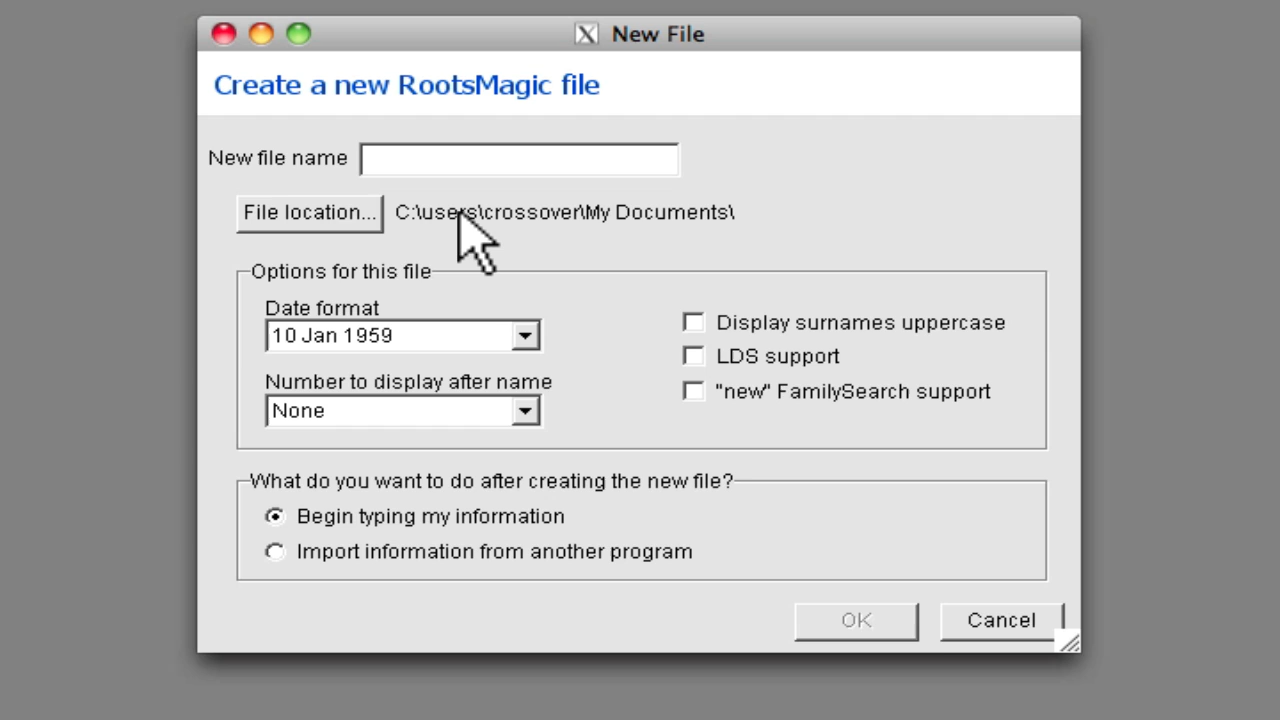 New File
Create a new RootsMagic file
New file name
File location... C:\users\crossover\My Documents\
Options for this file
Date format
10 Jan 1959
Display surnames uppercase
LDS support
Number to display after name
None
"new" FamilySearch support
What do you want to do after creating the new file?
Begin typing my information
Import information from another program
OK Cancel